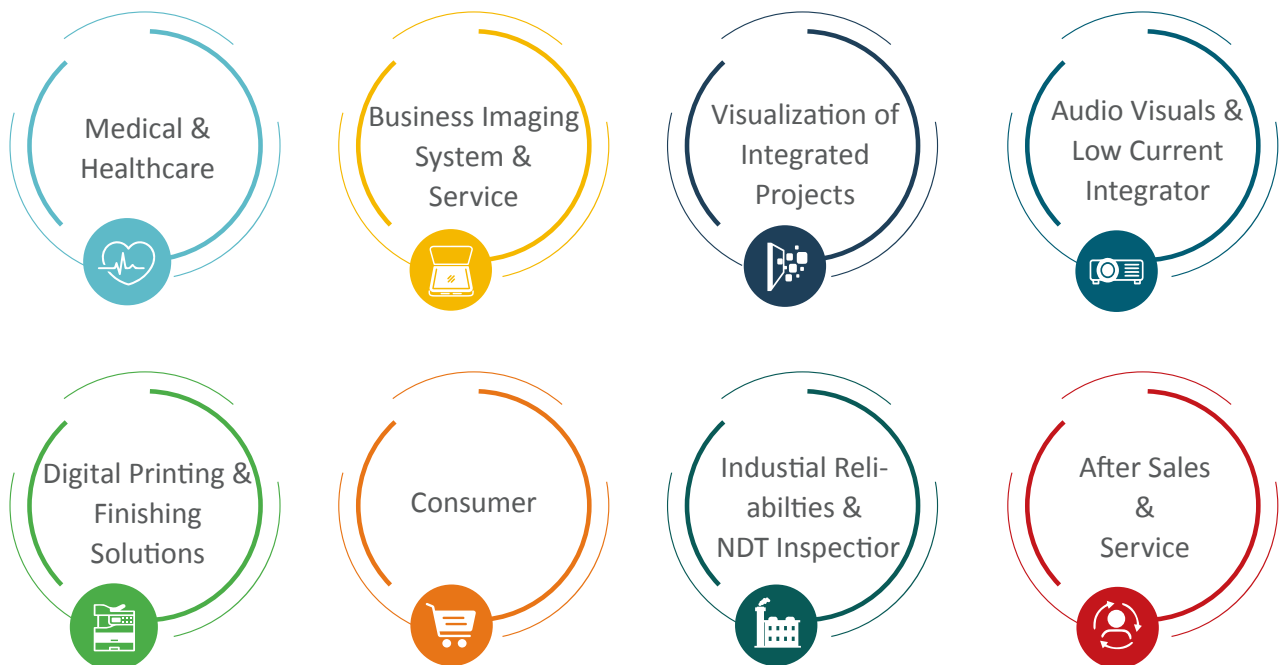 Medical &
Healthcare
Business Imaging
System &
Service
Visualization of
Integrated
Projects
Audio Visuals &
Low Current
Integrator
Digital Printing &
Finishing
Solutions
Consumer
Industial Reli-
abilties &
NDT Inspectior
After Sales
&
Service